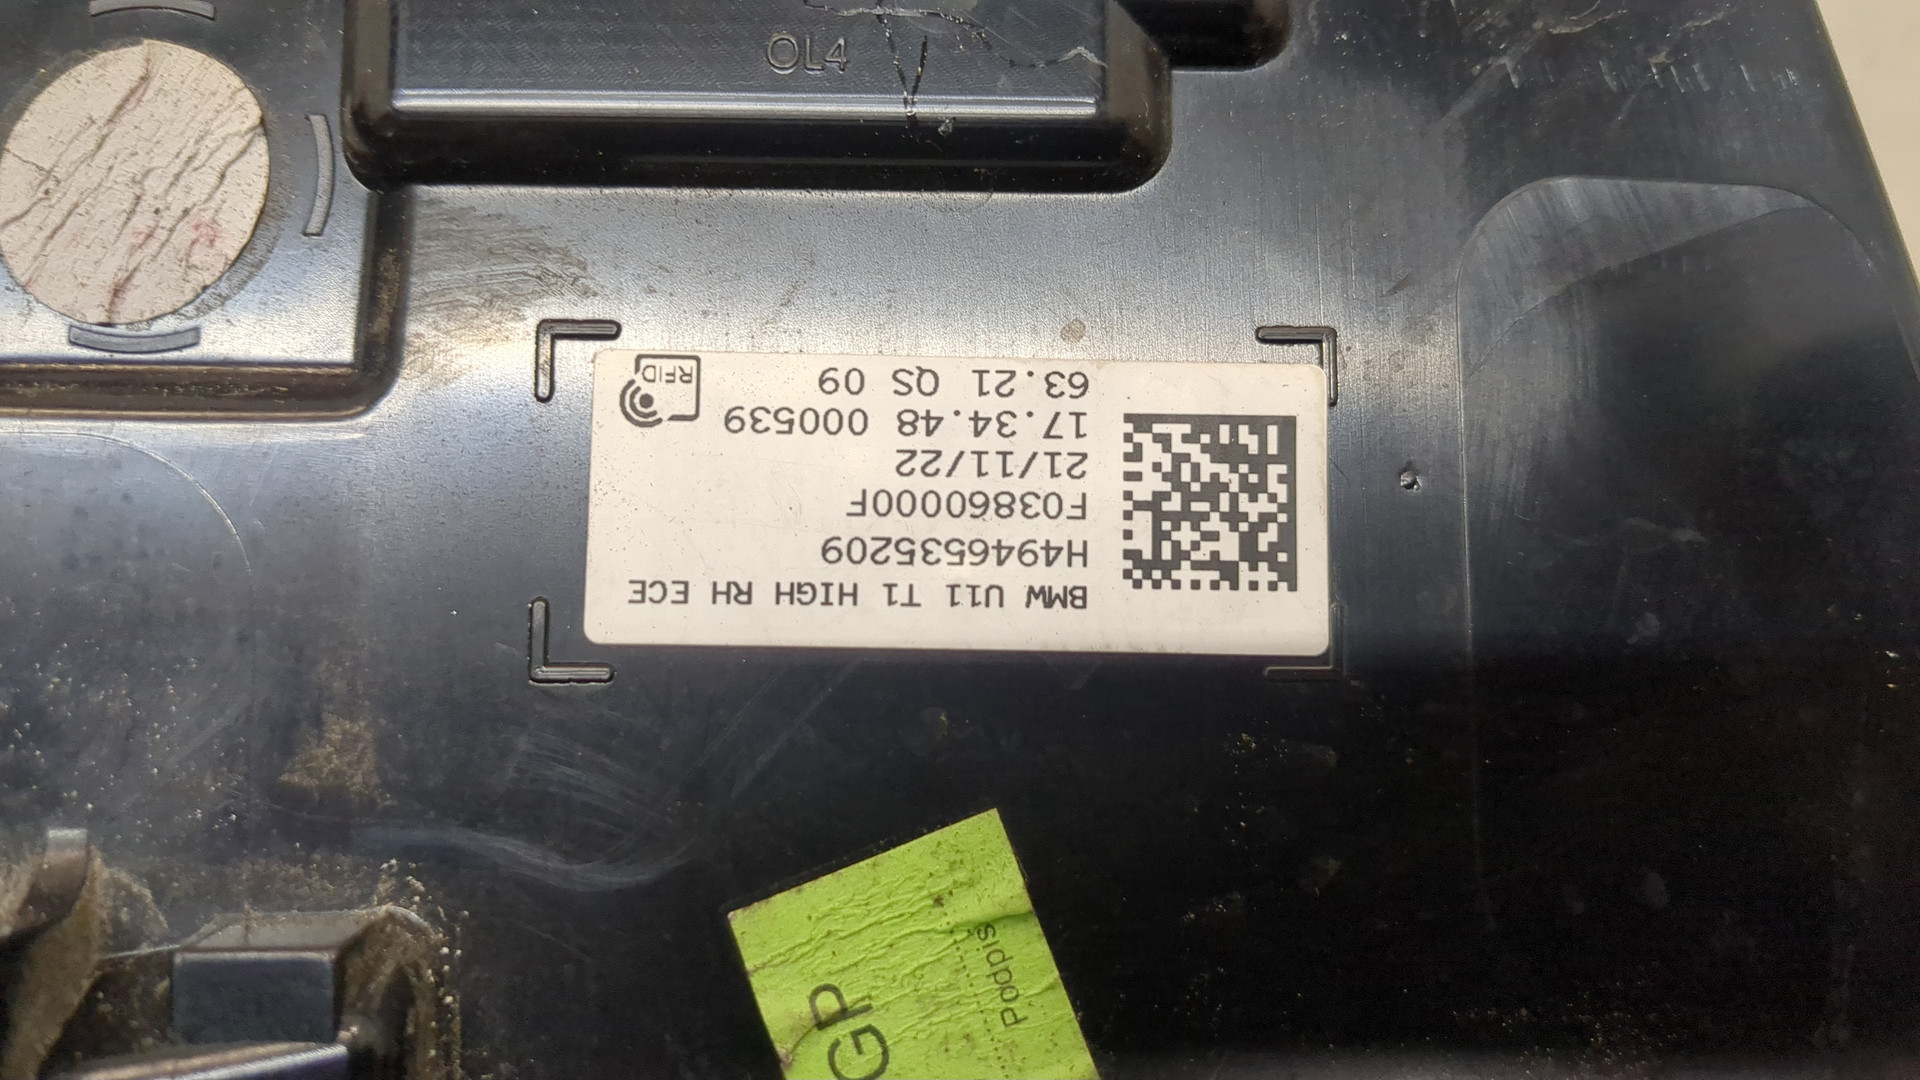 OL4
BMW U11 T1 HIGH RH ECE
H4946535209
F03860000F
21/11/22
17.34.48 000539
63.21 QS 09
RFID
GP
Podpis